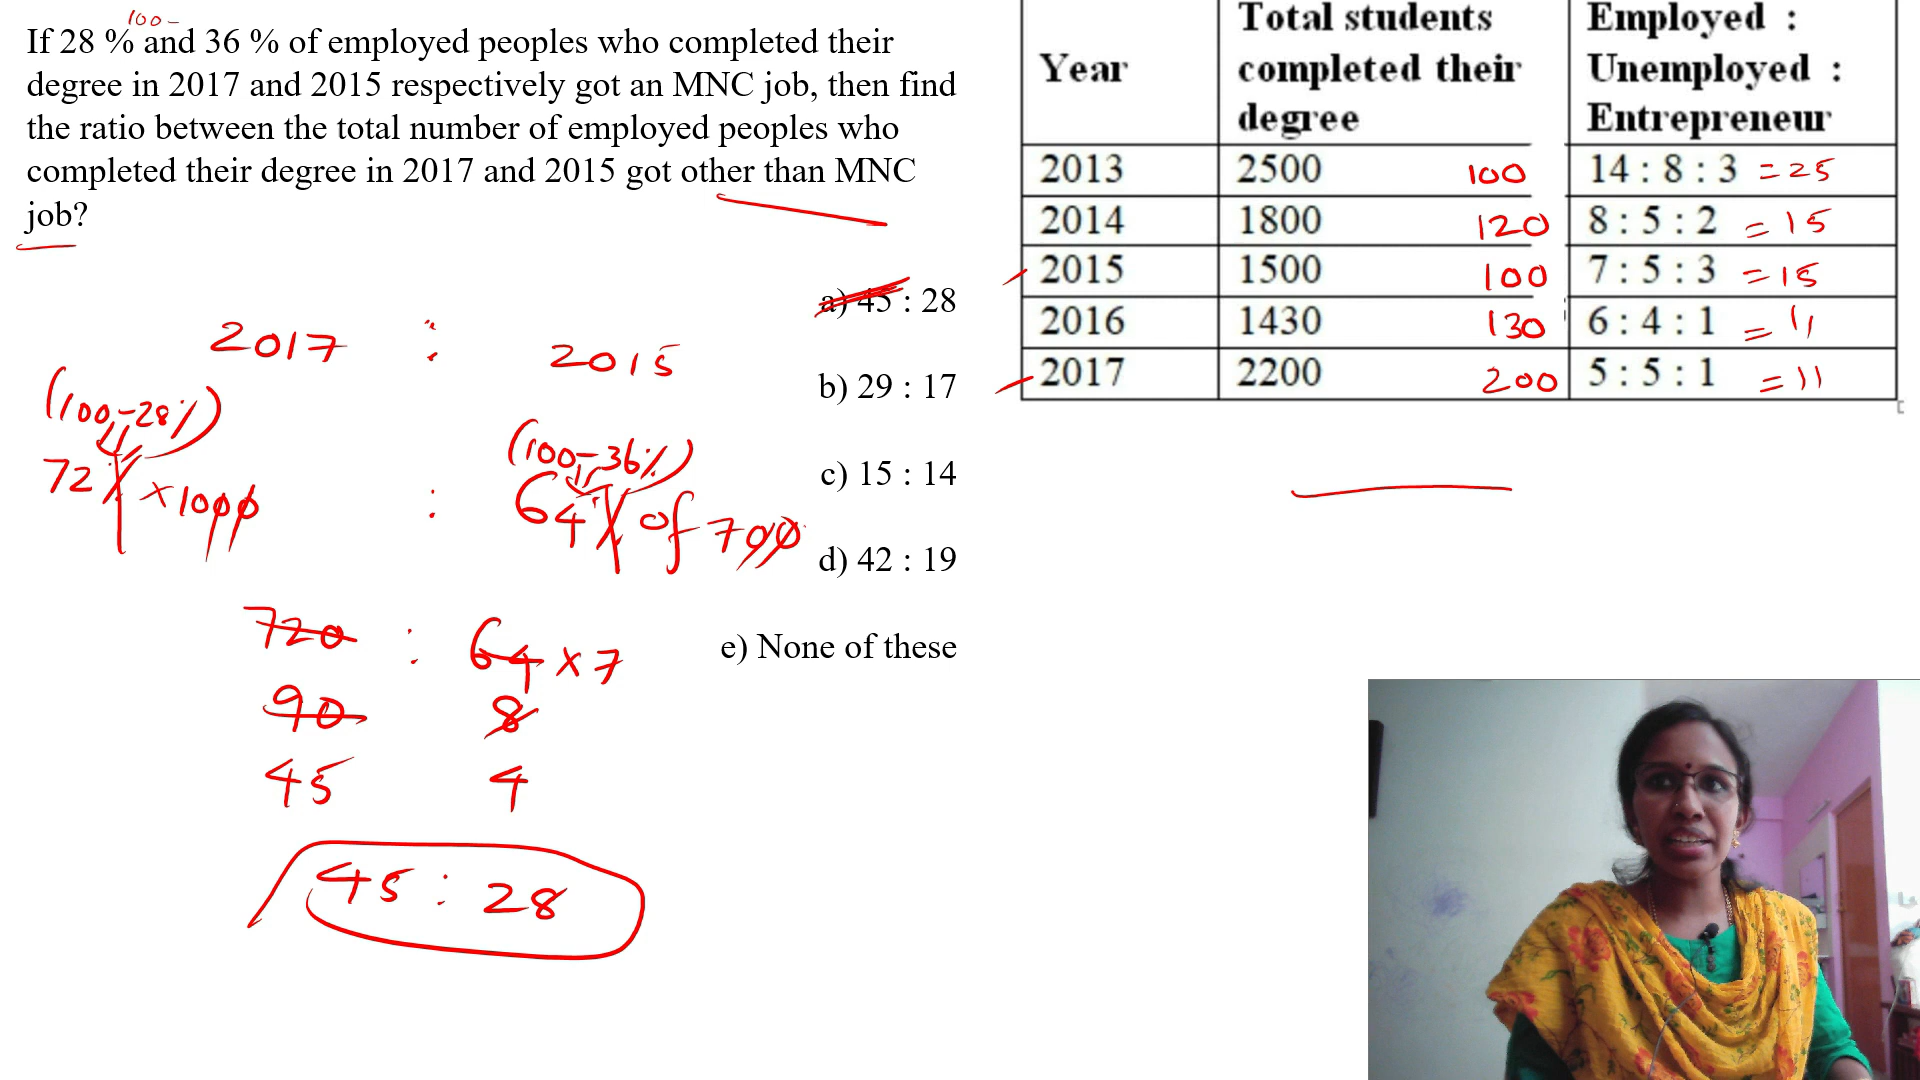 100-
If 28 % and 36 % of employed peoples who completed their
degree in 2017 and 2015 respectively got an MNC job, then find
the ratio between the total number of employed peoples who
completed their degree in 2017 and 2015 got other than MNC
job?
a) 45 : 28
b) 29 : 17
c) 15 : 14
d) 42 : 19
e) None of these
2017 : 2015
(100-28%) (100-36%)
72% × 1000 : 64% of 700
720 : 64 × 7
90 8
45 4
45 : 28
Year Total students completed their degree Employed : Unemployed : Entrepreneur
2013 2500 100 14 : 8 : 3 = 25
2014 1800 120 8 : 5 : 2 = 15
2015 1500 100 7 : 5 : 3 = 15
2016 1430 130 6 : 4 : 1 = 11
2017 2200 200 5 : 5 : 1 = 11